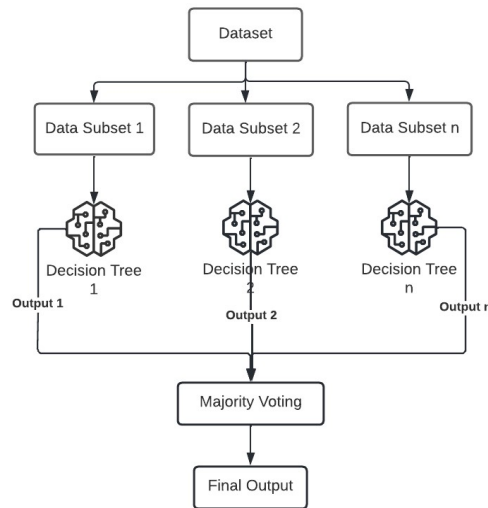 Dataset
Data Subset 1
Data Subset 2
Data Subset n
Decision Tree
1
Decision Tree
2
Decision Tree
n
Output 1
Output 2
Output n
Majority Voting
Final Output